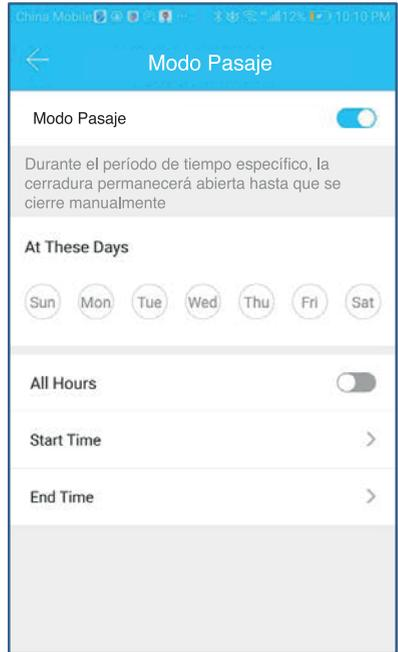 China Mobile 12% 10:10 PM
Modo Pasaje
Modo Pasaje
Durante el período de tiempo específico, la
cerradura permanecerá abierta hasta que se
cierre manualmente
At These Days
Sun Mon Tue Wed Thu Fri Sat
All Hours
Start Time
End Time